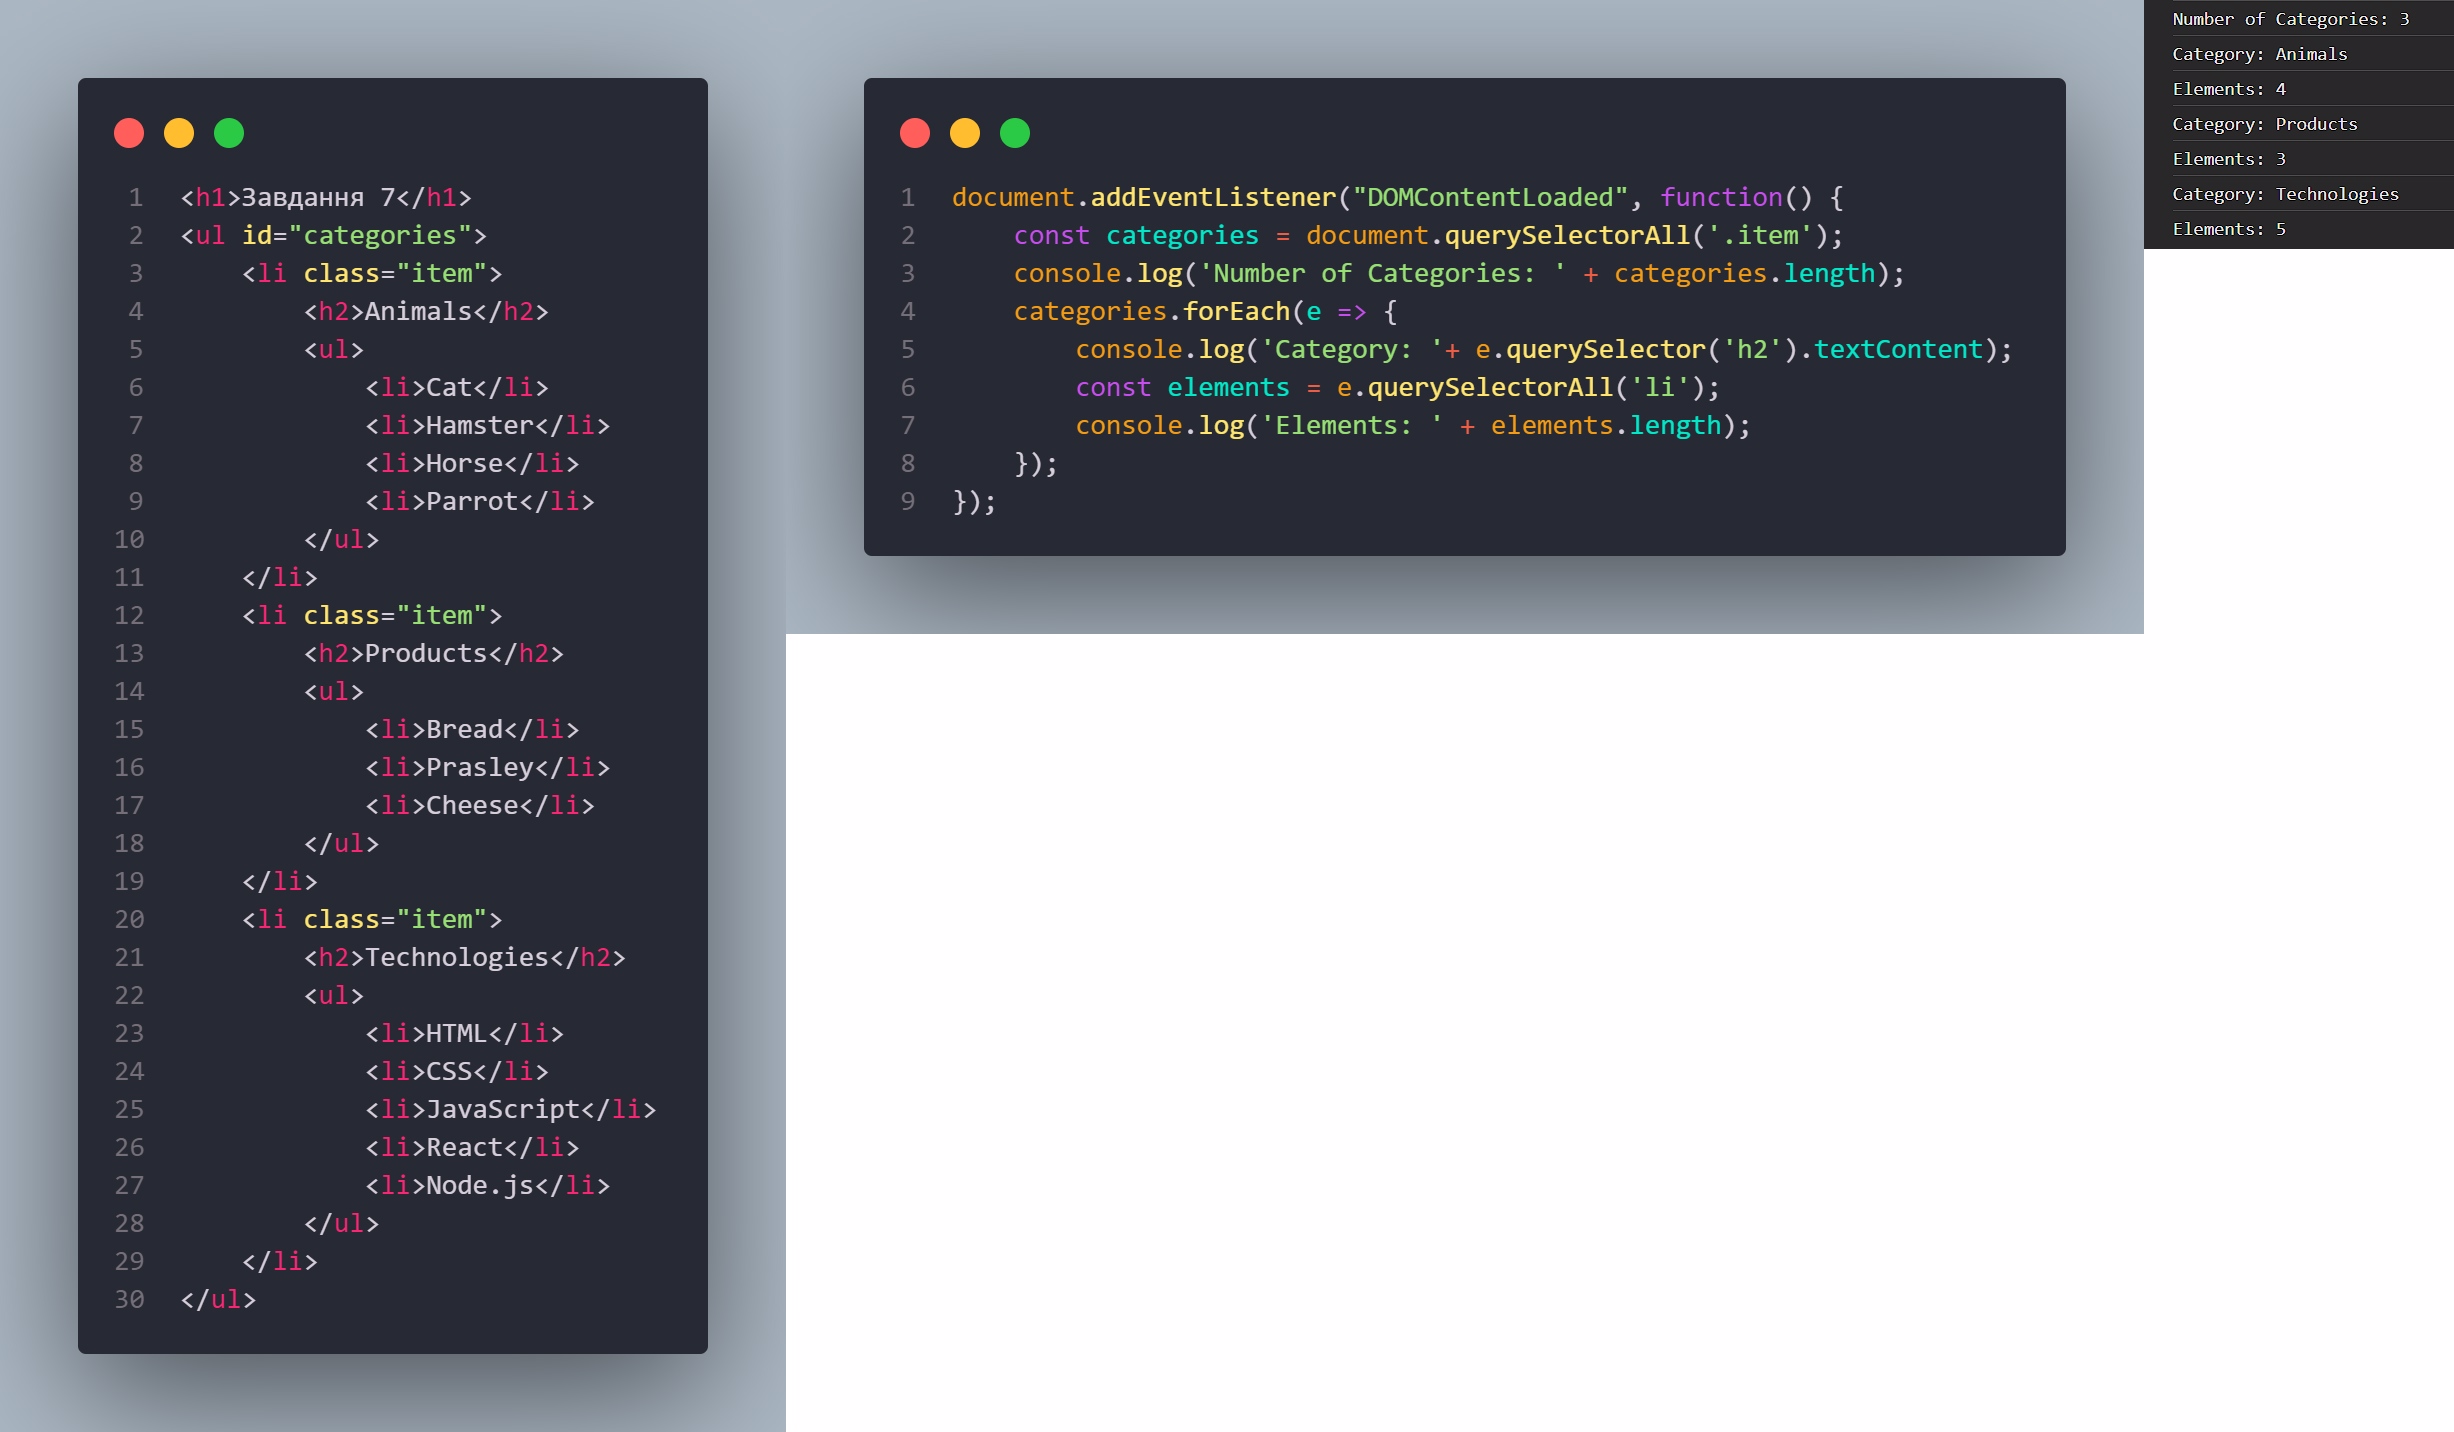 1 <h1>Завдання 7</h1>
2 <ul id="categories">
3     <li class="item">
4         <h2>Animals</h2>
5         <ul>
6             <li>Cat</li>
7             <li>Hamster</li>
8             <li>Horse</li>
9             <li>Parrot</li>
10         </ul>
11     </li>
12     <li class="item">
13         <h2>Products</h2>
14         <ul>
15             <li>Bread</li>
16             <li>Prasley</li>
17             <li>Cheese</li>
18         </ul>
19     </li>
20     <li class="item">
21         <h2>Technologies</h2>
22         <ul>
23             <li>HTML</li>
24             <li>CSS</li>
25             <li>JavaScript</li>
26             <li>React</li>
27             <li>Node.js</li>
28         </ul>
29     </li>
30 </ul>
1 document.addEventListener("DOMContentLoaded", function() {
2     const categories = document.querySelectorAll('.item');
3     console.log('Number of Categories: ' + categories.length);
4     categories.forEach(e => {
5         console.log('Category: '+ e.querySelector('h2').textContent);
6         const elements = e.querySelectorAll('li');
7         console.log('Elements: ' + elements.length);
8     });
9 });
Number of Categories: 3
Category: Animals
Elements: 4
Category: Products
Elements: 3
Category: Technologies
Elements: 5